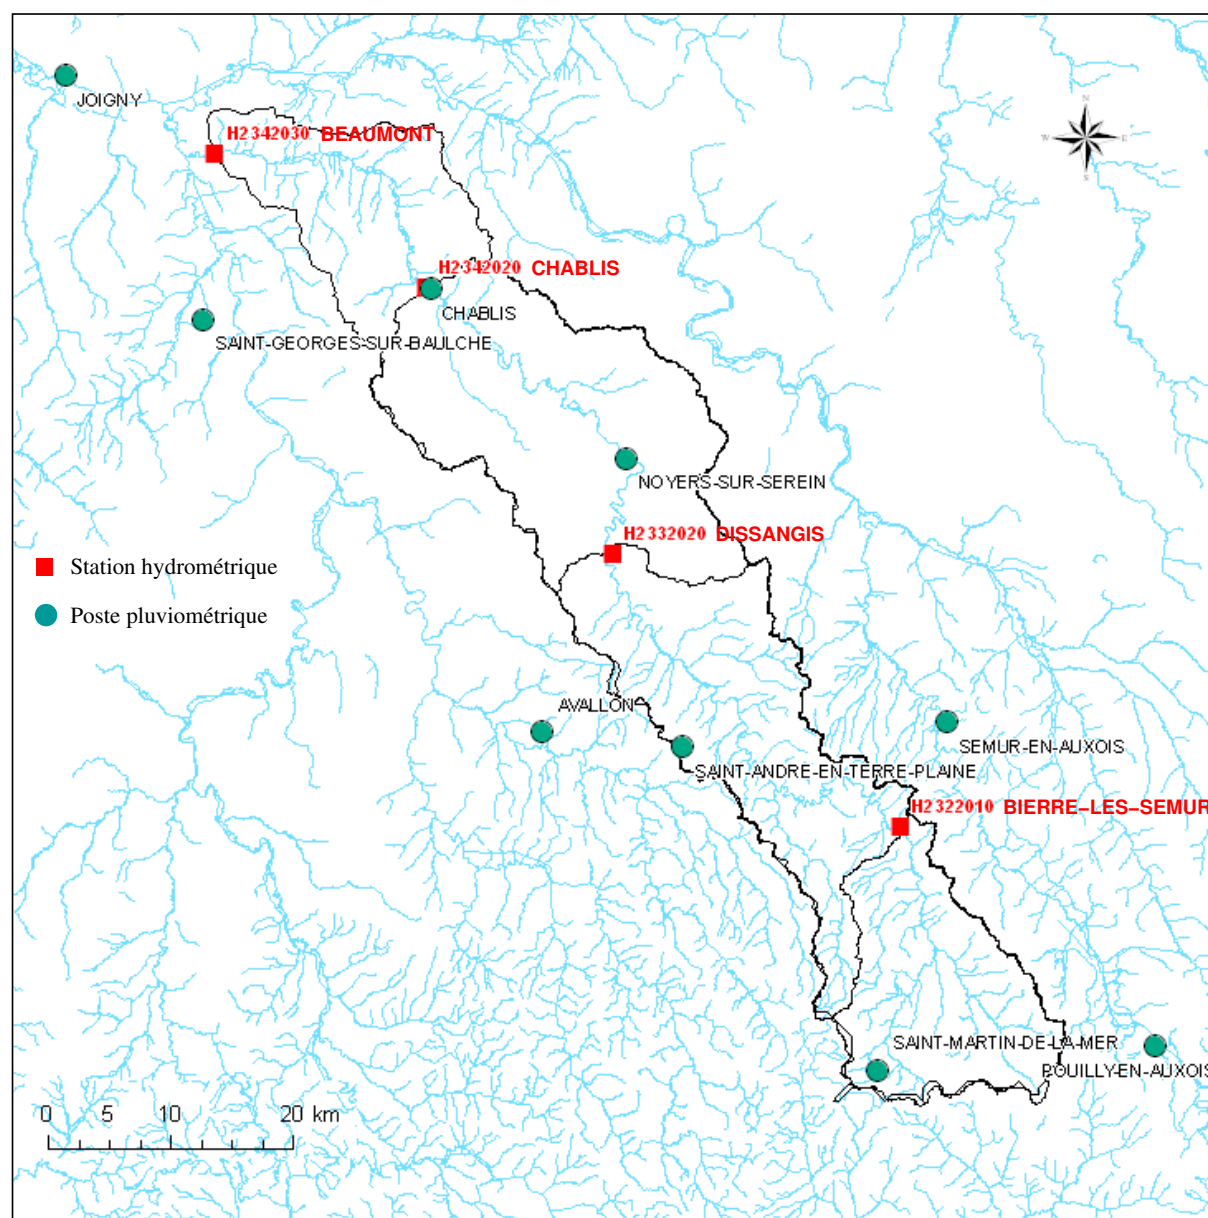 JOIGNY
H2342030 BEAUMONT
N
W
E
S
H2342020 CHABLIS
CHABLIS
SAINT-GEORGES-SUR-BAULCHE
NOYERS-SUR-SEREIN
H2332020 DISSANGIS
Station hydrométrique
Poste pluviométrique
AVALLON
SEMUR-EN-AUXOIS
SAINT-ANDRE-EN-TERRE-PLAINE
H2322010 BIERRE-LES-SEMUR
SAINT-MARTIN-DE-LA-MER
POUILLY-EN-AUXOIS
0 5 10 20 km